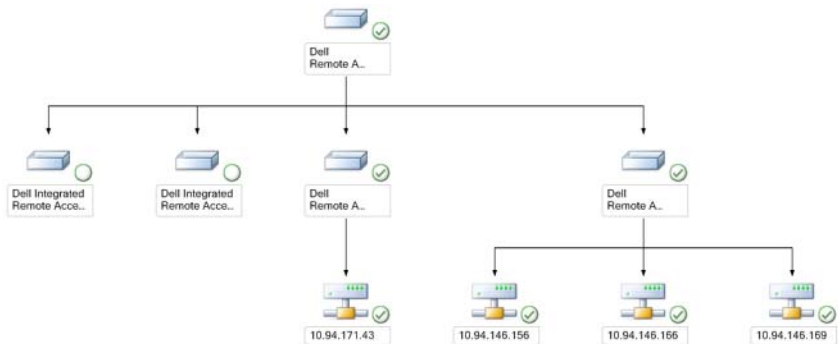 Dell
Remote A...
Dell Integrated
Remote Acce...
Dell Integrated
Remote Acce...
Dell
Remote A...
Dell
Remote A...
10.94.171.43
10.94.146.156
10.94.146.166
10.94.146.169